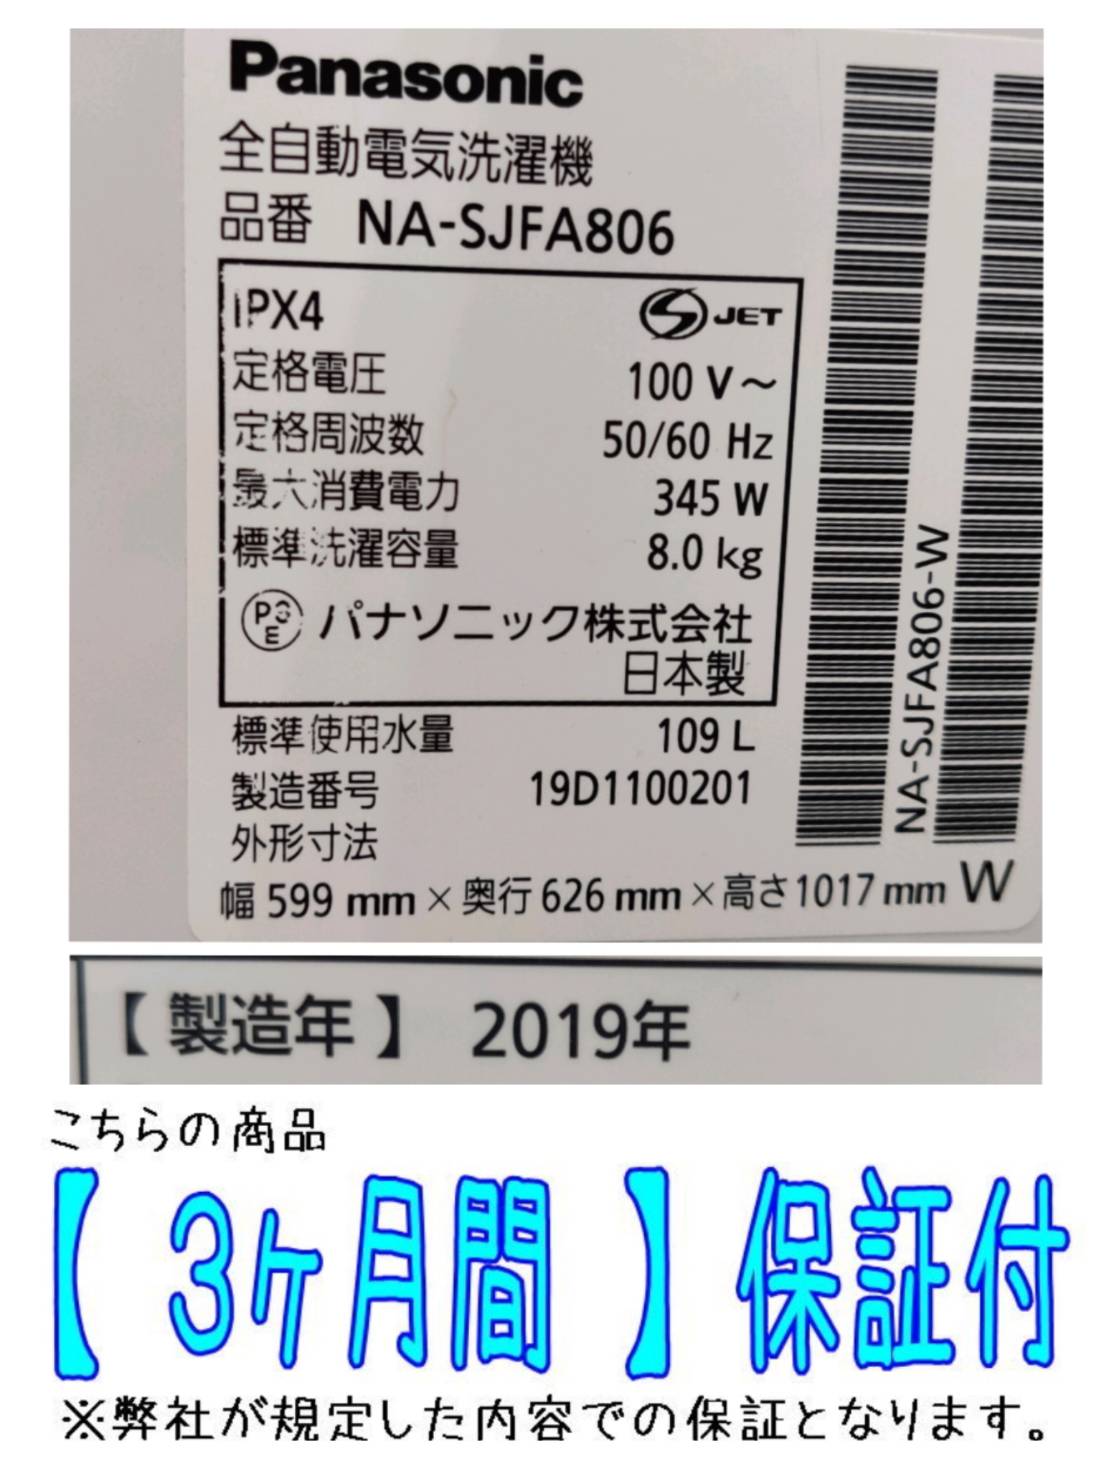 Panasonic
全自動電気洗濯機
品番 NA-SJFA806
IPX4 S JET
定格電圧 100 V～
定格周波数 50/60 Hz
最大消費電力 345 W
標準洗濯容量 8.0 kg
PSE パナソニック株式会社
日本製
標準使用水量 109 L
製造番号 19D1100201
外形寸法
幅 599 mm × 奥行 626 mm × 高さ 1017 mm W
NA-SJFA806-W
【 製造年 】 2019年
こちらの商品
【 3ヶ月間 】保証付
※弊社が規定した内容での保証となります。